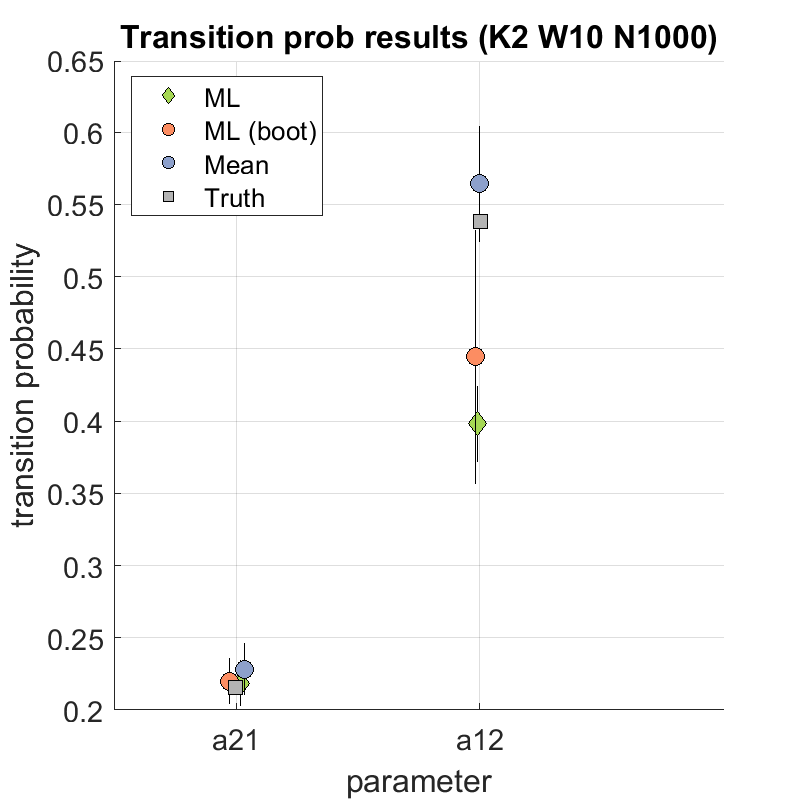 Transition prob results (K2 W10 N1000)
0.65
0.6
0.55
0.5
0.45
0.4
0.35
0.3
0.25
0.2
transition probability
ML
ML (boot)
Mean
Truth
a21
a12
parameter